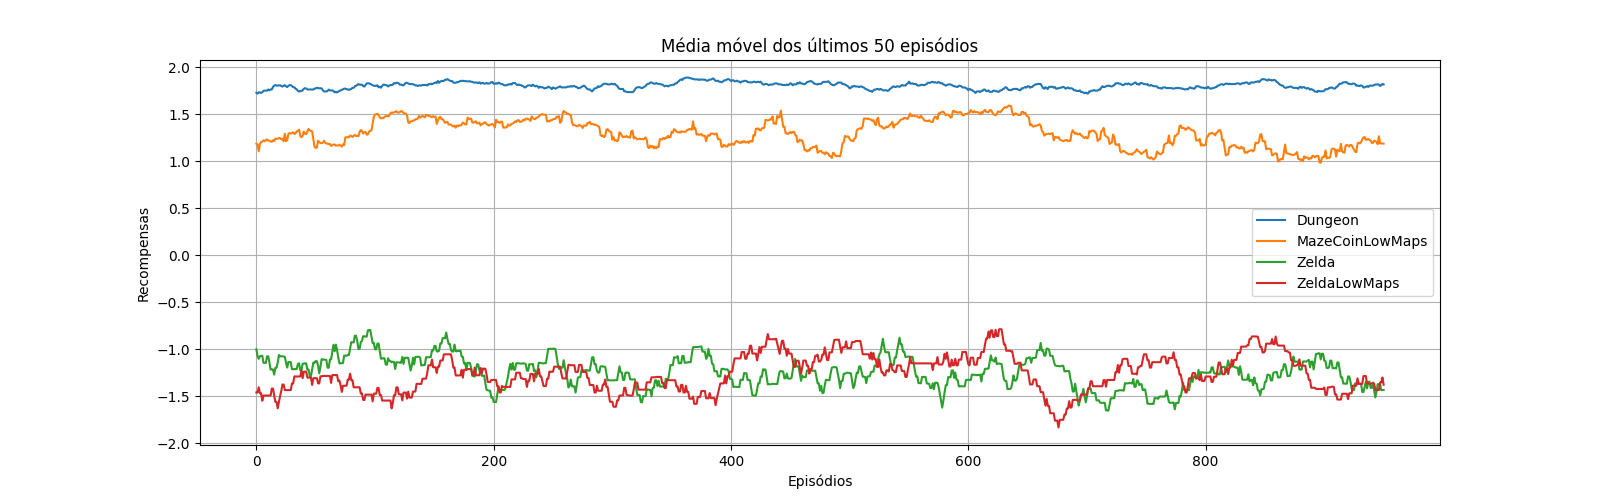 Média móvel dos últimos 50 episódios
2.0
1.5
1.0
0.5
0.0
−0.5
−1.0
−1.5
−2.0
Recompensas
0
200
400
600
800
Episódios
Dungeon
MazeCoinLowMaps
Zelda
ZeldaLowMaps